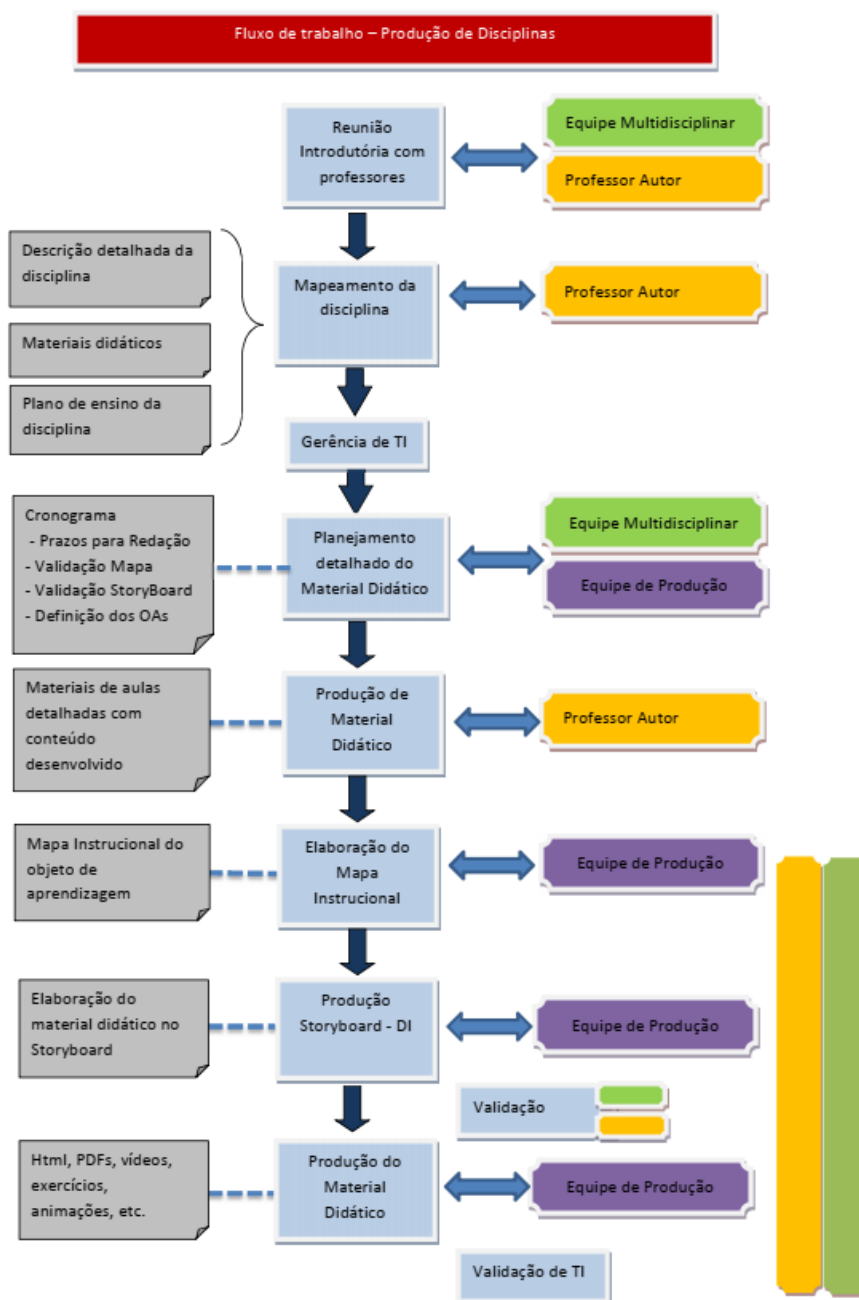 Fluxo de trabalho – Produção de Disciplinas
Reunião
Introdutória com
professores
Equipe Multidisciplinar
Professor Autor
Descrição detalhada da
disciplina
Materiais didáticos
Plano de ensino da
disciplina
Mapeamento da
disciplina
Professor Autor
Gerência de TI
Cronograma
- Prazos para Redação
- Validação Mapa
- Validação StoryBoard
- Definição dos OAs
Planejamento
detalhado do
Material Didático
Equipe Multidisciplinar
Equipe de Produção
Materiais de aulas
detalhadas com
conteúdo
desenvolvido
Produção de
Material
Didático
Professor Autor
Mapa Instrucional do
objeto de
aprendizagem
Elaboração do
Mapa
Instrucional
Equipe de Produção
Elaboração do
material didático no
Storyboard
Produção
Storyboard - DI
Equipe de Produção
Validação
Html, PDFs, vídeos,
exercícios,
animações, etc.
Produção do
Material
Didático
Equipe de Produção
Validação de TI